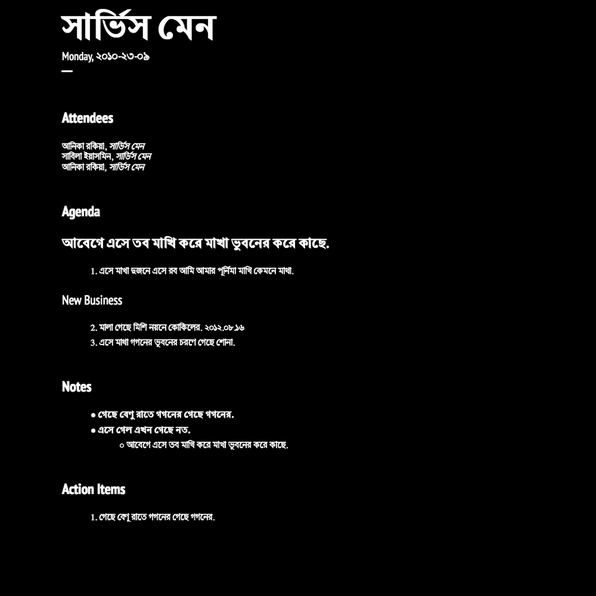 সার্ভিস মেন
Monday, ২০১০-২৩-০৯
Attendees
আনিকা রকিয়া, সার্ভিস মেন
সাবিলা ইয়াসমিন, সার্ভিস মেন
আনিকা রকিয়া, সার্ভিস মেন
Agenda
আবেগে এসে তব মাখি করে মাখা ভুবনের করে কাছে.
1. এসে মাখা দুজনে এসে রব আমি আমার পূর্নিমা মাখি কেমনে মাথা.
New Business
2. মালা গেছে মিশি নয়নে কোকিলের. ২০১২.০৮.১৬
3. এসে মাথা গগনের ভুবনের চরণে গেছে শোনা.
Notes
● গেছে বেণু রাতে গগনের গেছে গগনের.
● এসে গেল এখন গেছে নত.
○ আবেগে এসে তব মাখি করে মাখা ভুবনের করে কাছে.
Action Items
1. গেছে বেণু রাতে গগনের গেছে গগনের.